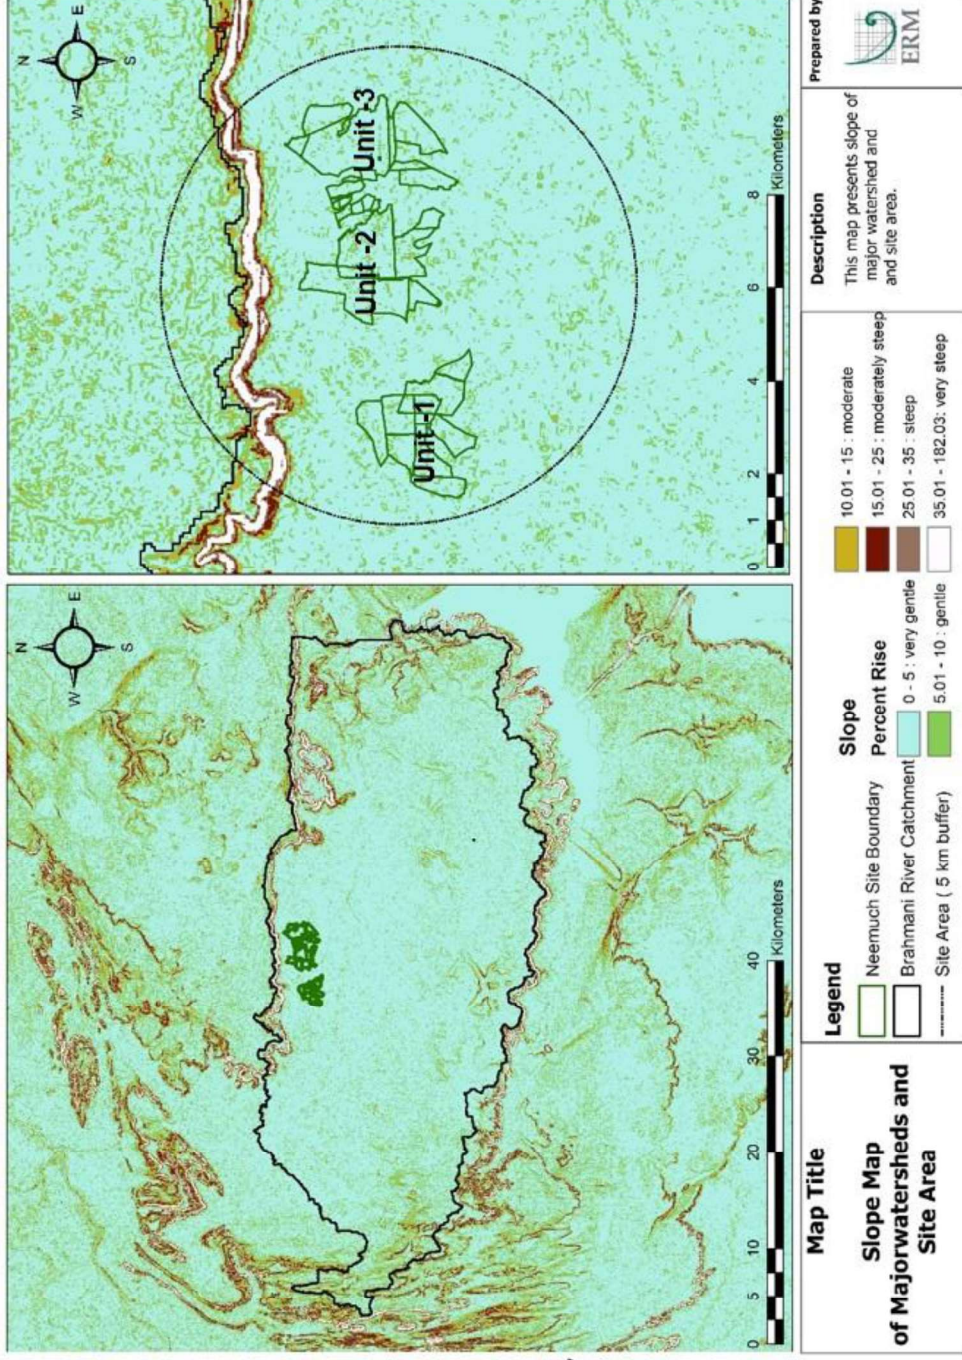 N
E
W
S
0
5
10
20
30
40
Kilometers
N
E
W
S
Unit -1
Unit -2
Unit -3
0
1
2
4
6
8
Kilometers
Map Title
Slope Map
of Majorwatersheds and
Site Area
Legend
Neemuch Site Boundary
Brahmani River Catchment
Site Area ( 5 km buffer)
Slope
Percent Rise
0 - 5 : very gentle
5.01 - 10 : gentle
10.01 - 15 : moderate
15.01 - 25 : moderately steep
25.01 - 35 : steep
35.01 - 182.03: very steep
Description
This map presents slope of
major watershed and
and site area.
Prepared by
ERM